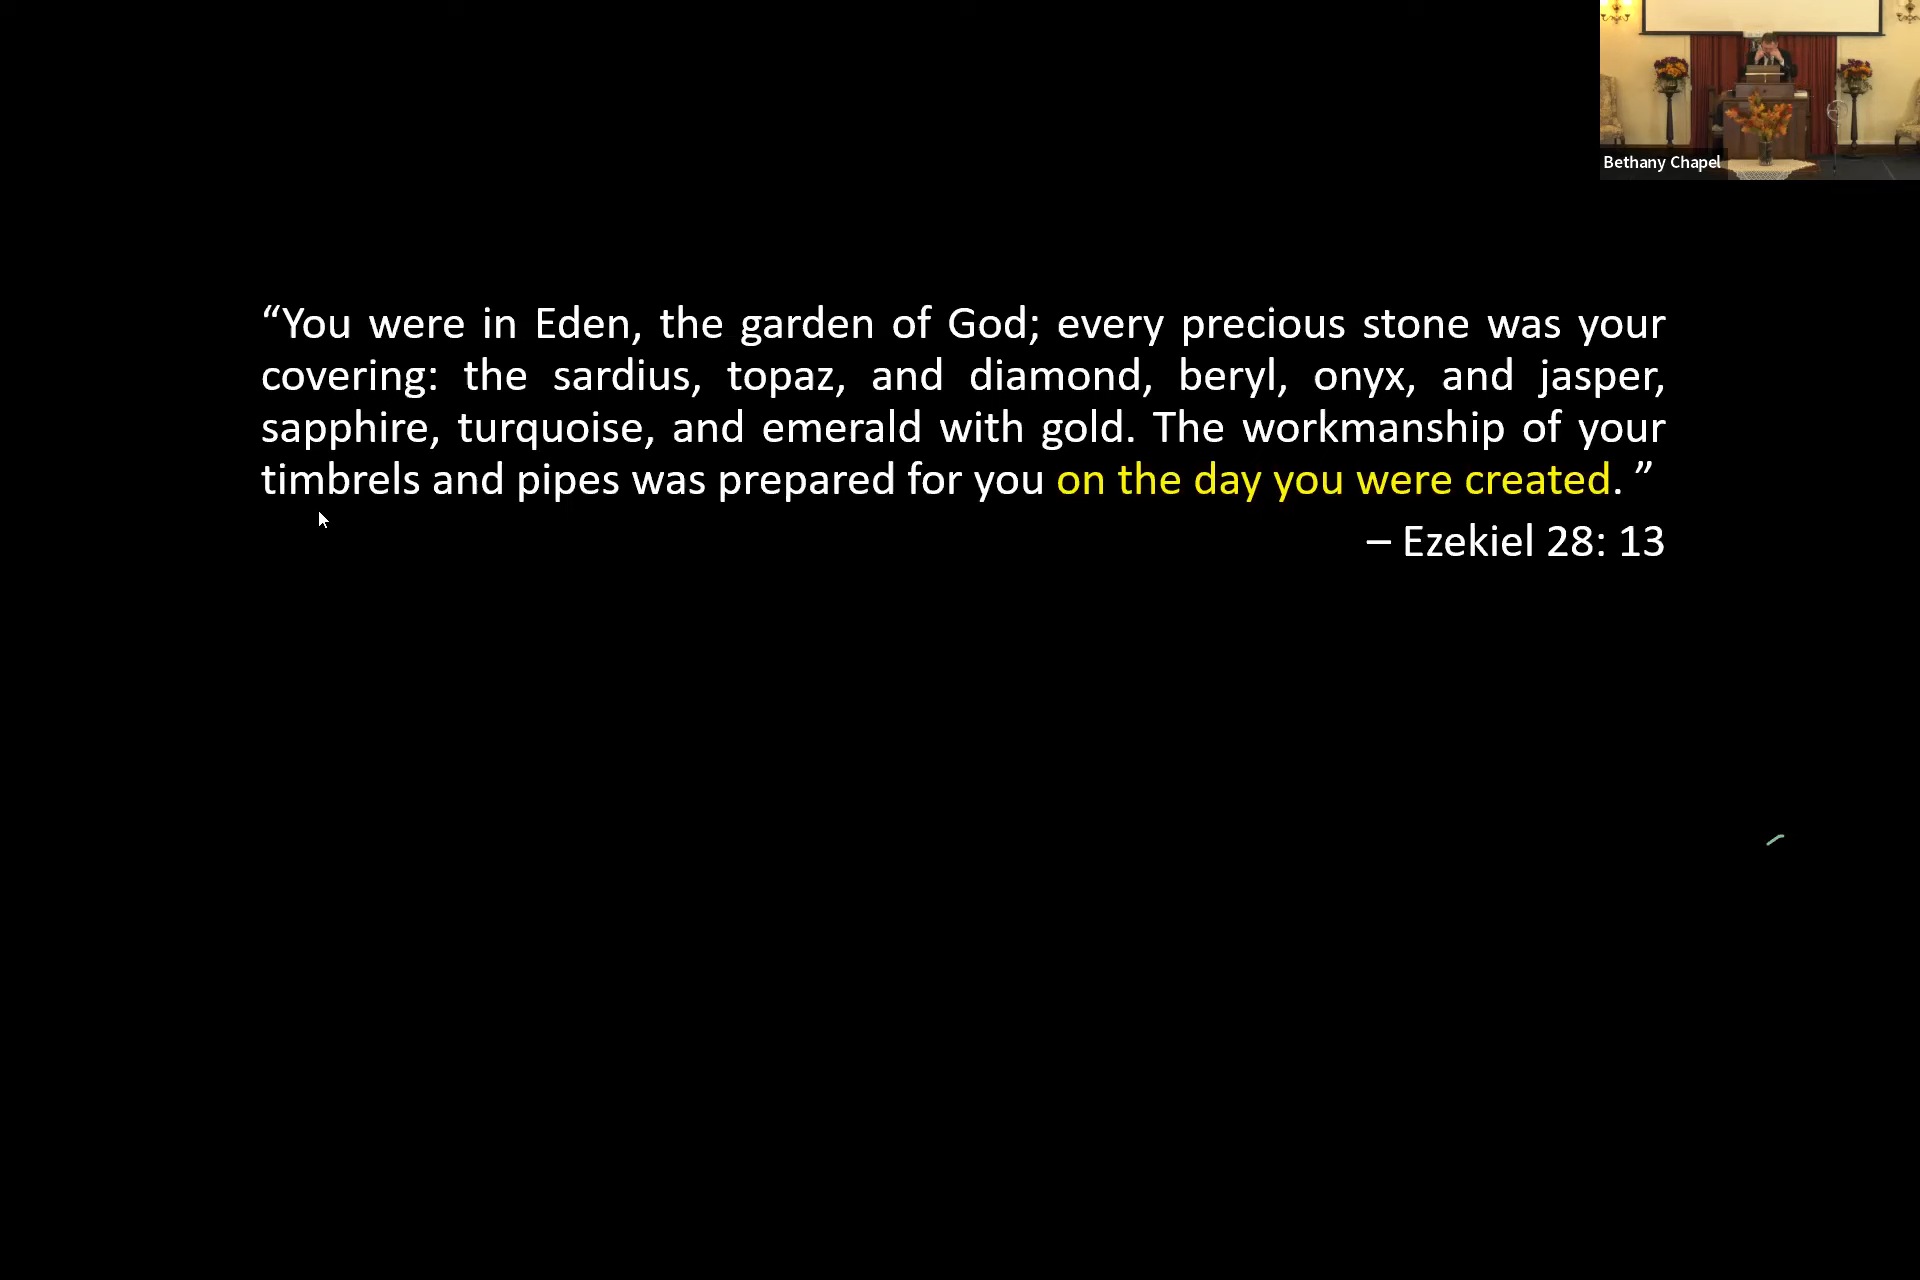 Bethany Chapel
“You were in Eden, the garden of God; every precious stone was your
covering: the sardius, topaz, and diamond, beryl, onyx, and jasper,
sapphire, turquoise, and emerald with gold. The workmanship of your
timbrels and pipes was prepared for you on the day you were created. ”
– Ezekiel 28: 13